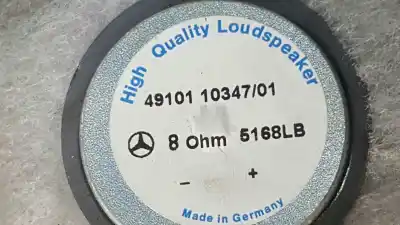 High Quality Loudspeaker
49101 10347/01
8 Ohm 5168LB
- +
Made in Germany